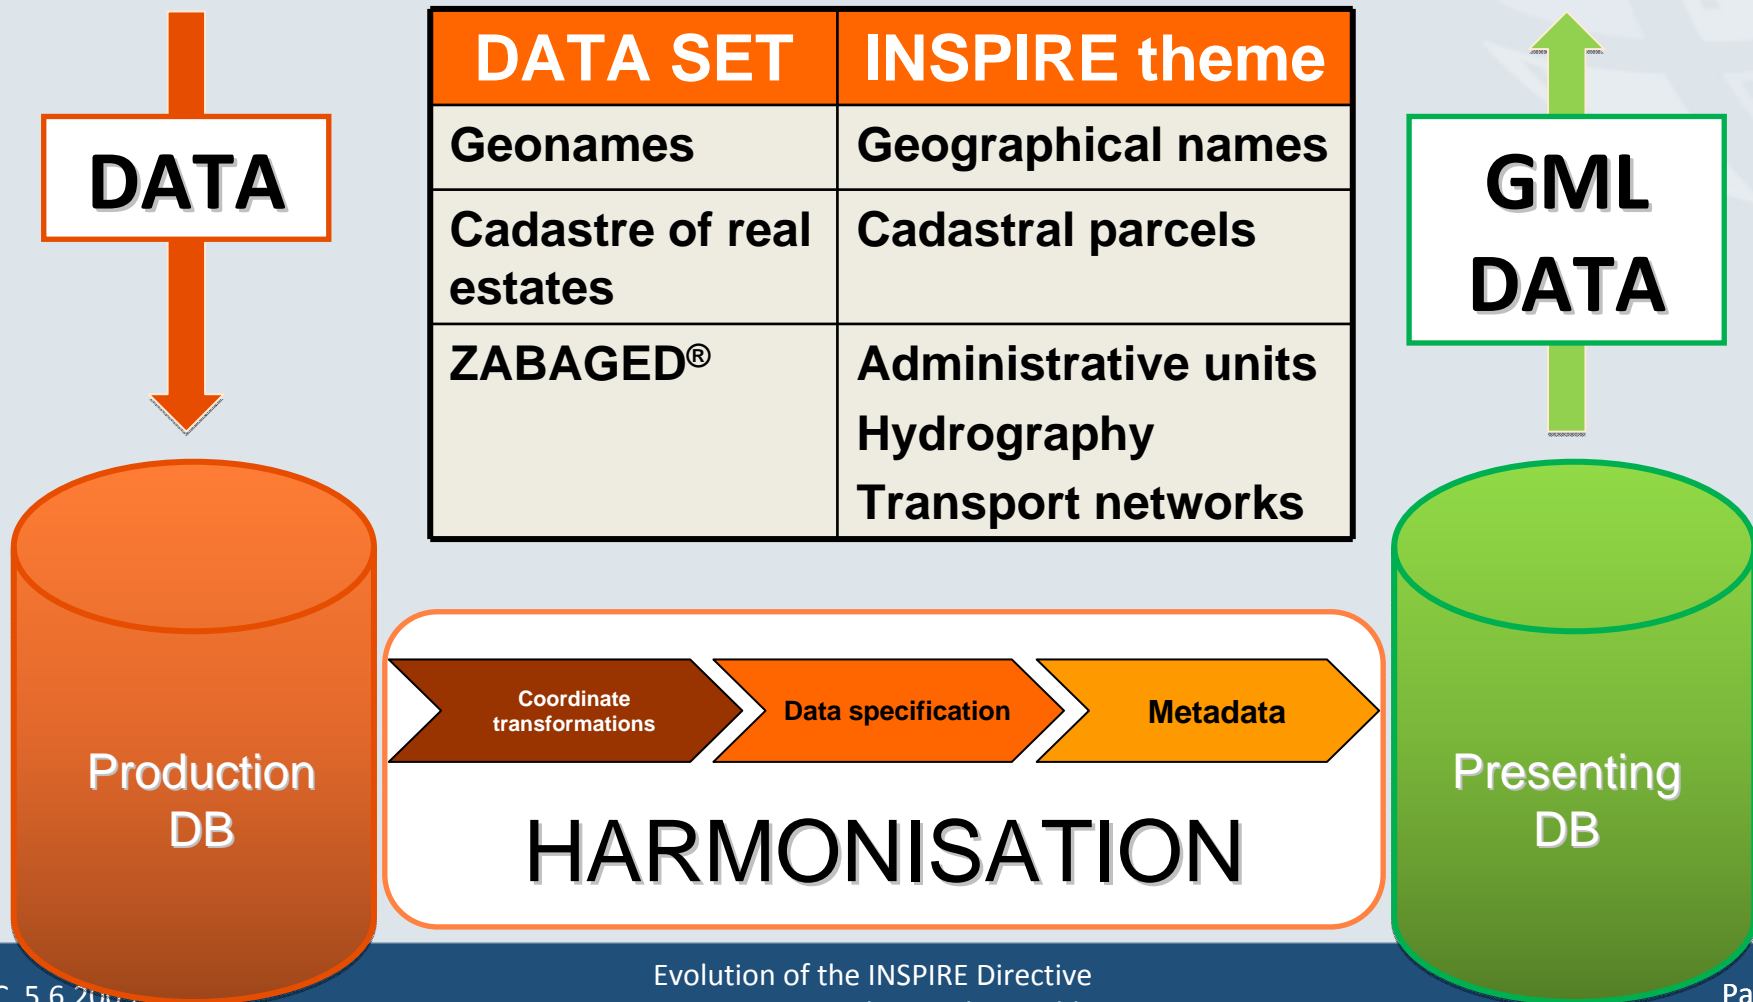 DATA
DATA SET INSPIRE theme
Geonames Geographical names
Cadastre of real Cadastral parcels
estates
ZABAGED® Administrative units
Hydrography
Transport networks
GML
DATA
Production
DB
Coordinate
transformations
Data specification
Metadata
HARMONISATION
Presenting
DB
Evolution of the INSPIRE Directive